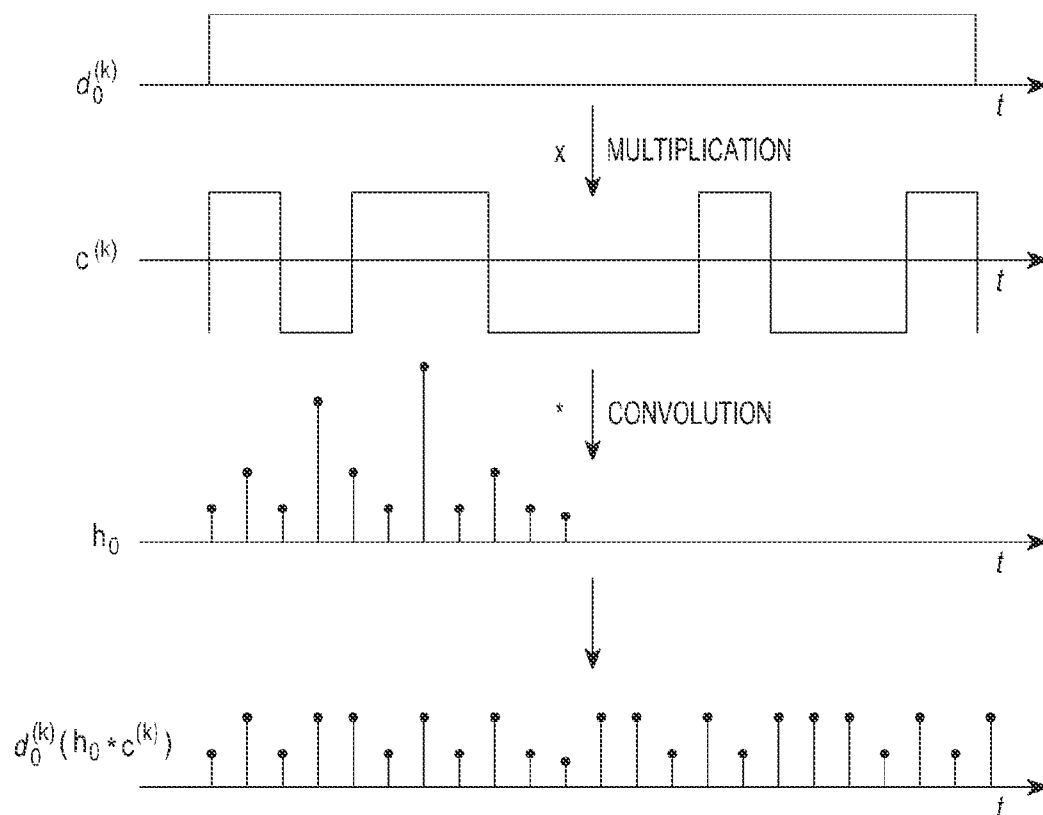 d₀⁽ᵏ⁾
t
x MULTIPLICATION
c⁽ᵏ⁾
t
* CONVOLUTION
h₀
t
d₀⁽ᵏ⁾(h₀*c⁽ᵏ⁾)
t